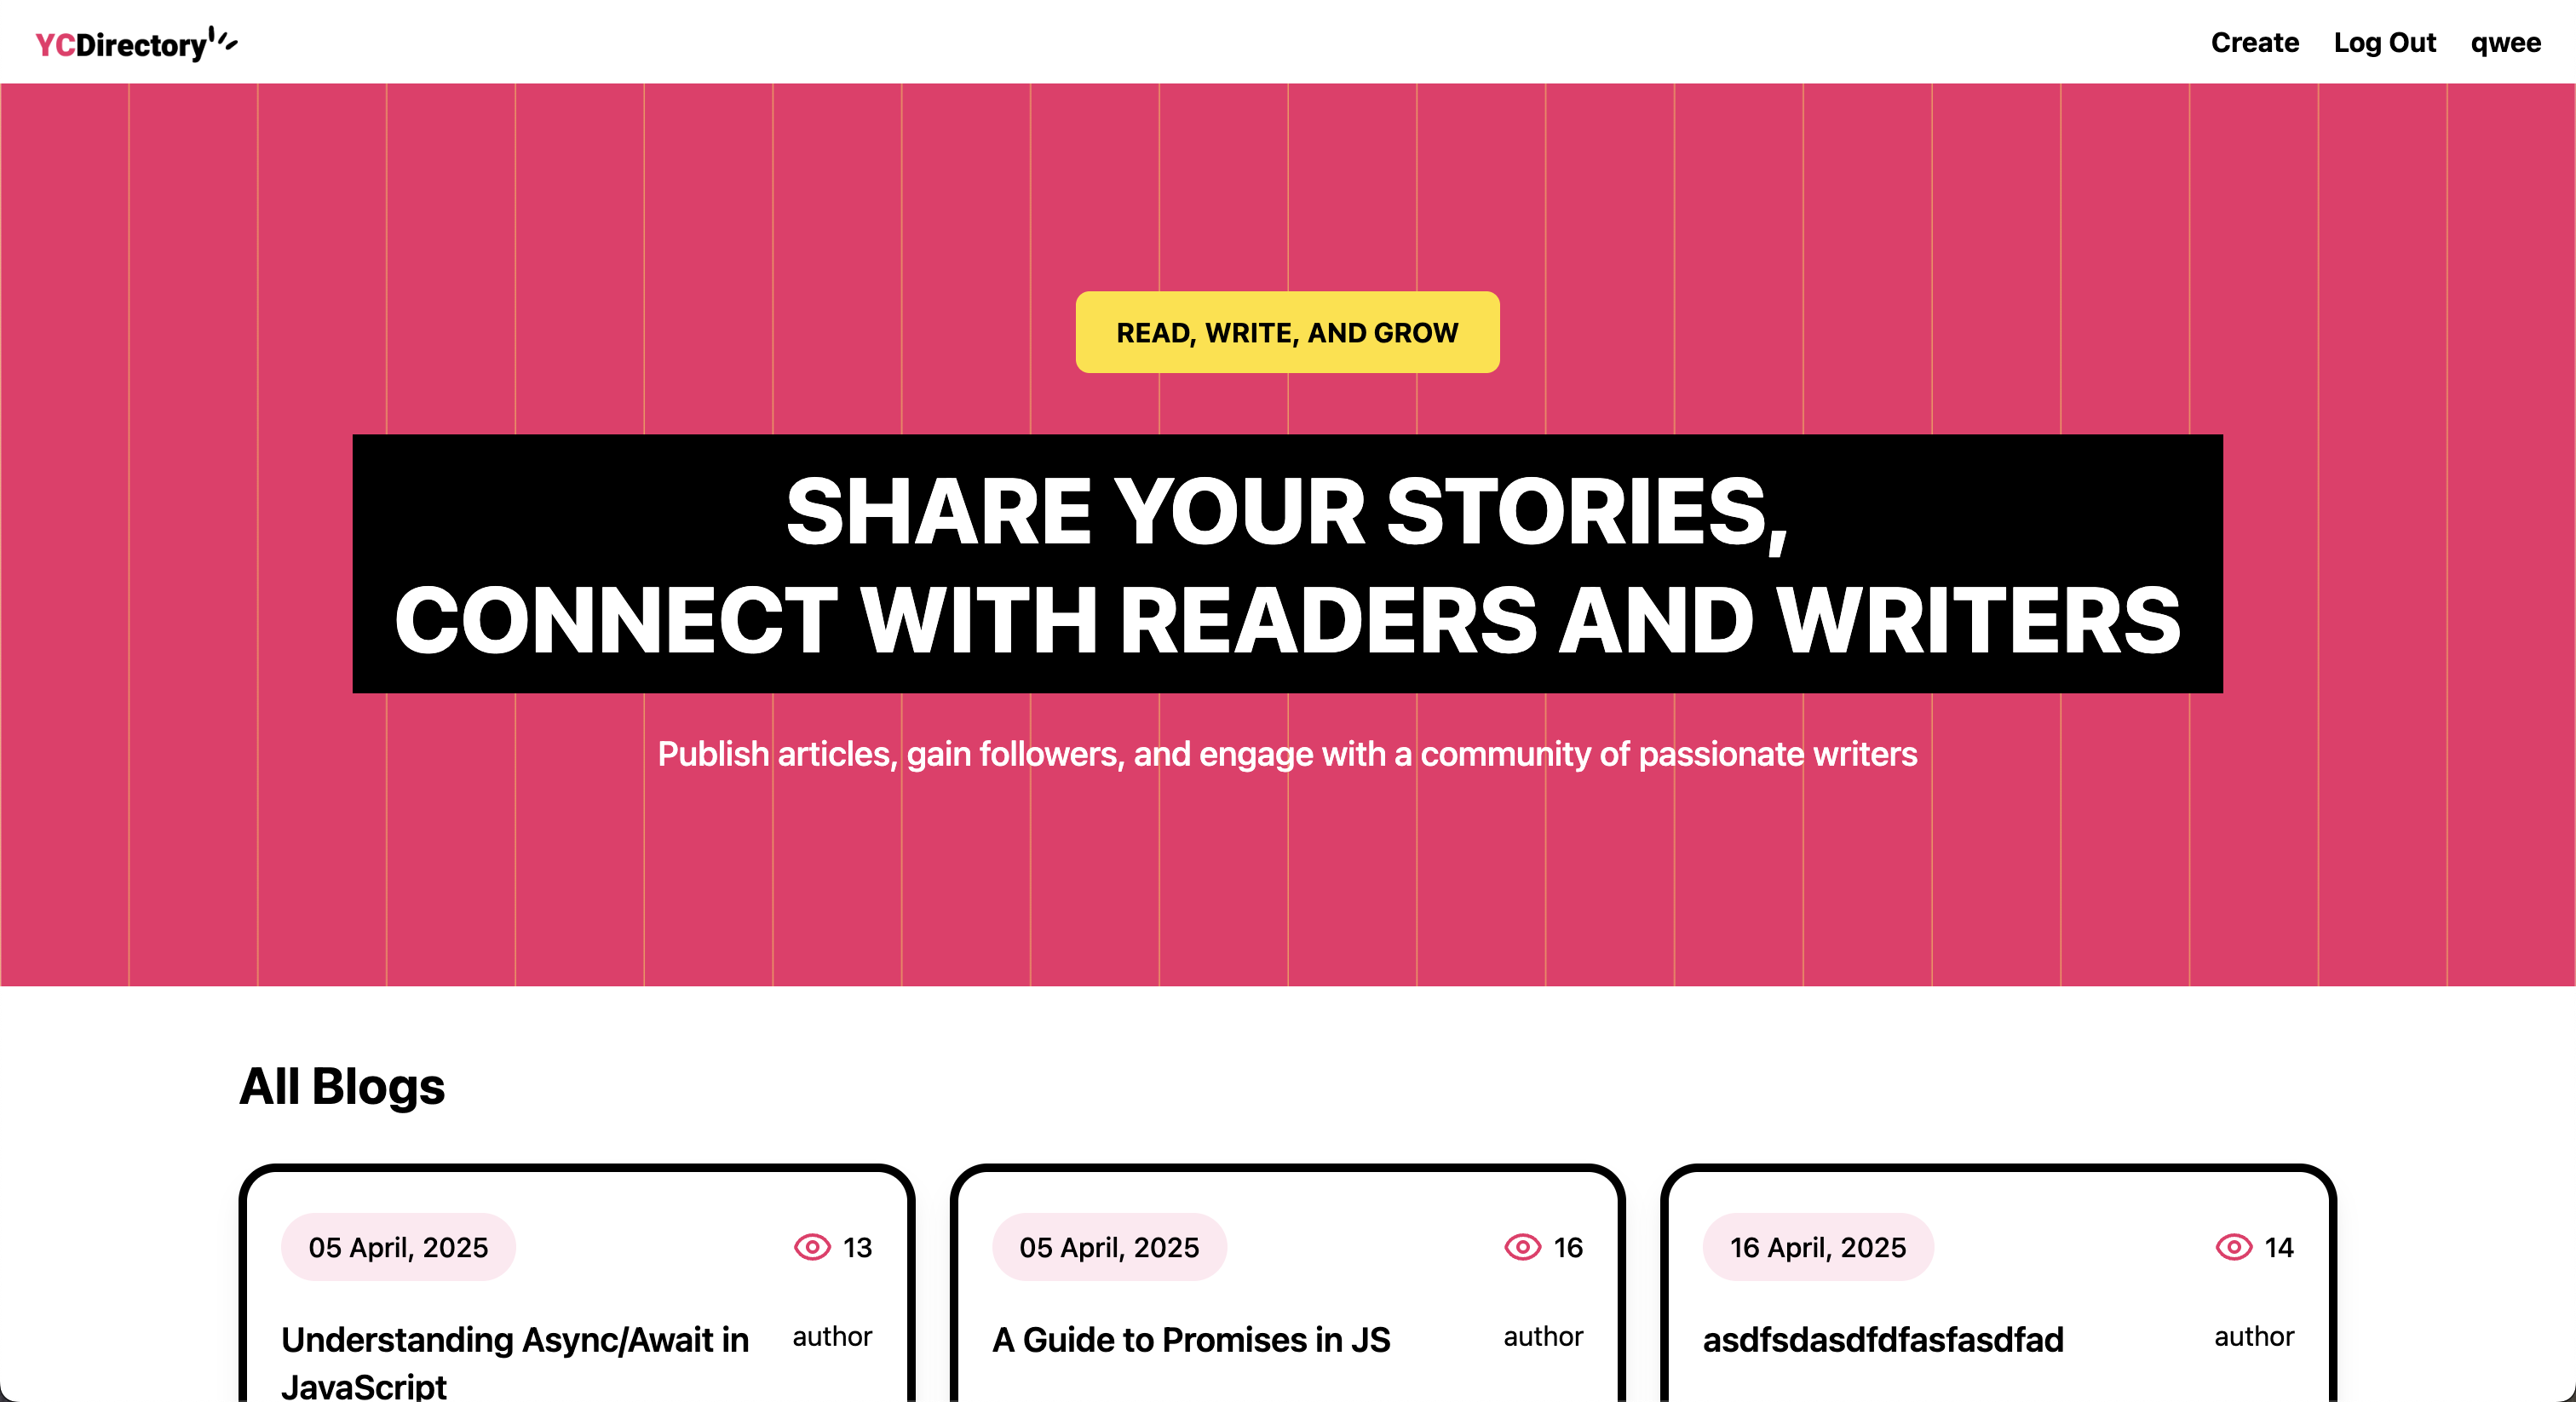 YCDirectory
Create Log Out qwee
READ, WRITE, AND GROW
SHARE YOUR STORIES,
CONNECT WITH READERS AND WRITERS
Publish articles, gain followers, and engage with a community of passionate writers
All Blogs
05 April, 2025 13
Understanding Async/Await in
JavaScript
author
05 April, 2025 16
A Guide to Promises in JS
author
16 April, 2025 14
asdfsdasdfdfasfasdfad
author